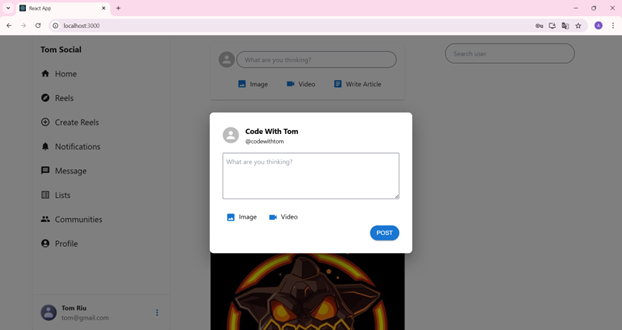 React App
localhost:3000
Tom Social
Home
Reels
Create Reels
Notifications
Message
Lists
Communities
Profile
Tom Riu
tom@gmail.com
What are you thinking?
Image
Video
Write Article
Search user
Code With Tom
@codewithtom
What are you thinking?
Image
Video
POST